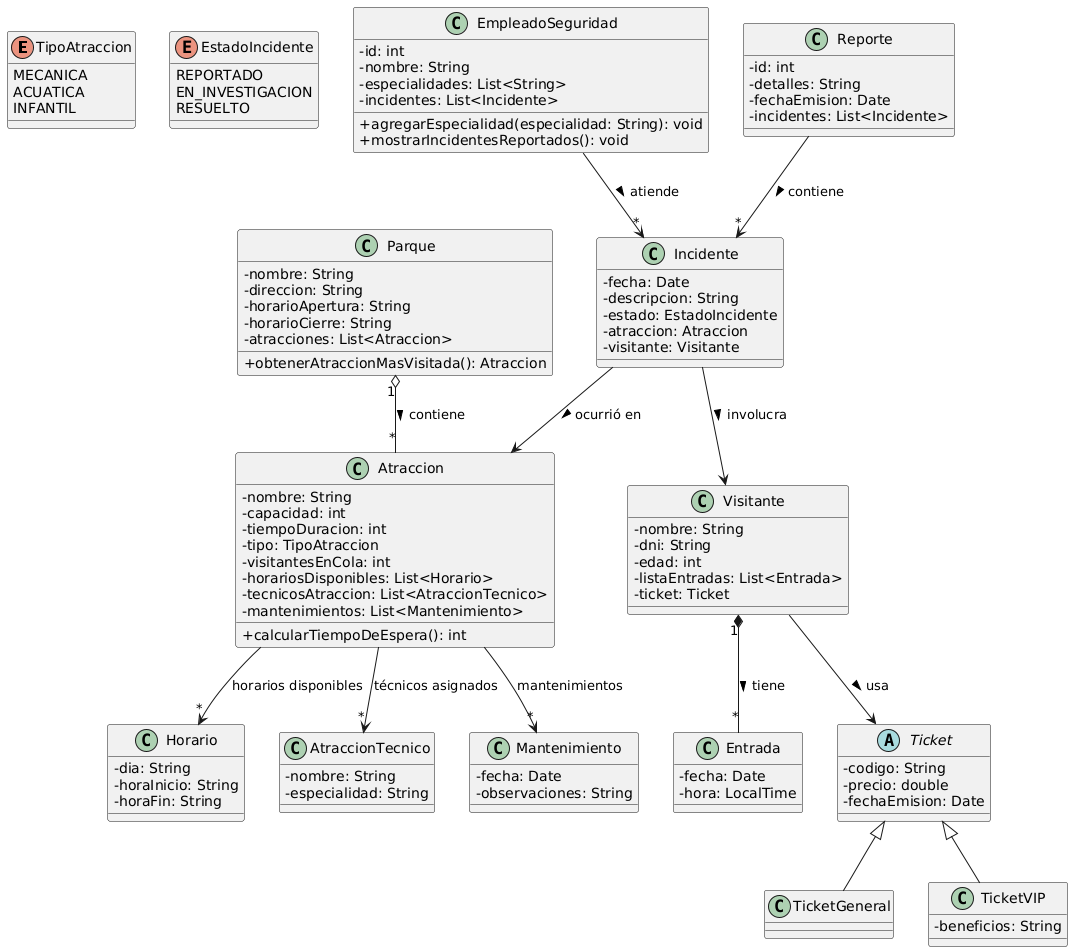 E TipoAtraccion
MECANICA
ACUATICA
INFANTIL
E EstadoIncidente
REPORTADO
EN_INVESTIGACION
RESUELTO
C EmpleadoSeguridad
-id: int
-nombre: String
-especialidades: List<String>
-incidentes: List<Incidente>
+agregarEspecialidad(especialidad: String): void
+mostrarIncidentesReportados(): void
C Reporte
-id: int
-detalles: String
-fechaEmision: Date
-incidentes: List<Incidente>
atiende
*
contiene
*
C Parque
-nombre: String
-direccion: String
-horarioApertura: String
-horarioCierre: String
-atracciones: List<Atraccion>
+obtenerAtraccionMasVisitada(): Atraccion
C Incidente
-fecha: Date
-descripcion: String
-estado: EstadoIncidente
-atraccion: Atraccion
-visitante: Visitante
1
contiene
*
ocurrió en
involucra
C Atraccion
-nombre: String
-capacidad: int
-tiempoDuracion: int
-tipo: TipoAtraccion
-visitantesEnCola: int
-horariosDisponibles: List<Horario>
-tecnicosAtraccion: List<AtraccionTecnico>
-mantenimientos: List<Mantenimiento>
+calcularTiempoDeEspera(): int
C Visitante
-nombre: String
-dni: String
-edad: int
-listaEntradas: List<Entrada>
-ticket: Ticket
horarios disponibles
*
técnicos asignados
*
mantenimientos
*
1
tiene
*
usa
C Horario
-dia: String
-horaInicio: String
-horaFin: String
C AtraccionTecnico
-nombre: String
-especialidad: String
C Mantenimiento
-fecha: Date
-observaciones: String
C Entrada
-fecha: Date
-hora: LocalTime
A Ticket
-codigo: String
-precio: double
-fechaEmision: Date
C TicketGeneral
C TicketVIP
-beneficios: String